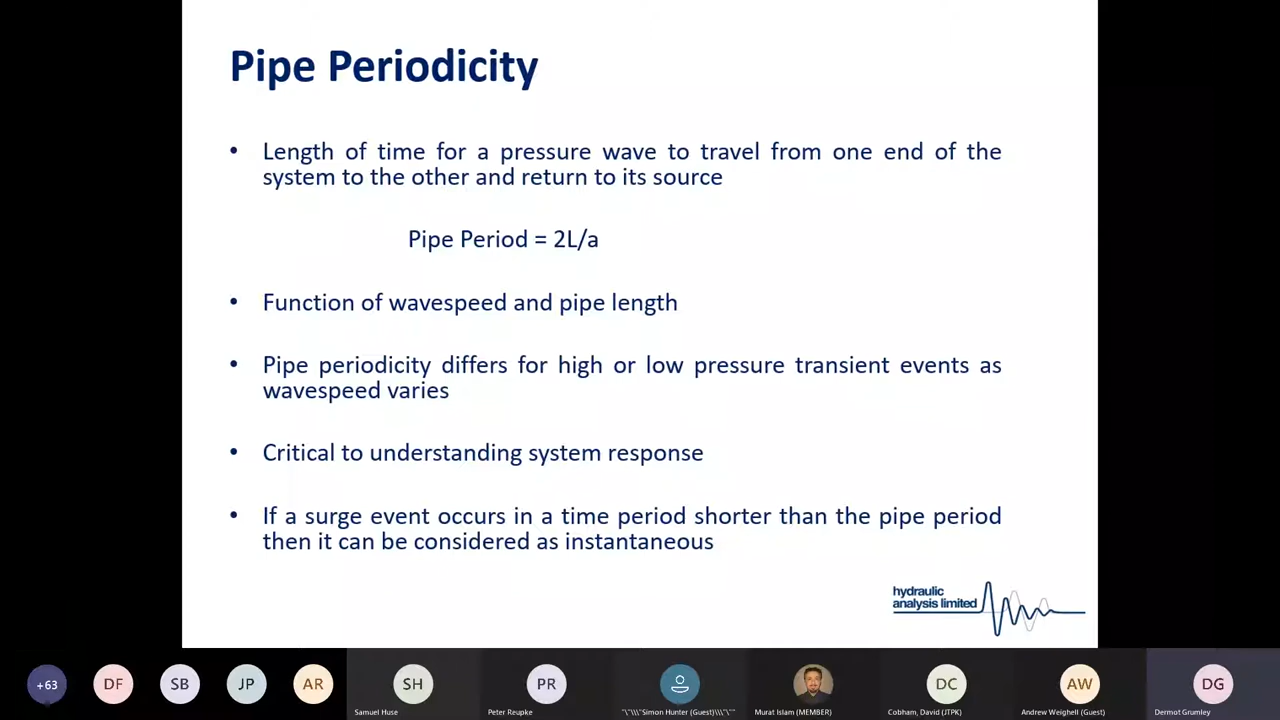 Pipe Periodicity
• Length of time for a pressure wave to travel from one end of the
system to the other and return to its source
Pipe Period = 2L/a
• Function of wavespeed and pipe length
• Pipe periodicity differs for high or low pressure transient events as
wavespeed varies
• Critical to understanding system response
• If a surge event occurs in a time period shorter than the pipe period
then it can be considered as instantaneous
hydraulic
analysis limited
+63 DF SB JP AR SH PR DC AW DG
Samuel Huse Peter Reupke "\"\\\"Simon Hunter (Guest)\\\"\"" Murat Islam (MEMBER) Cobham, David (JTPK) Andrew Weighell (Guest) Dermot Grumley